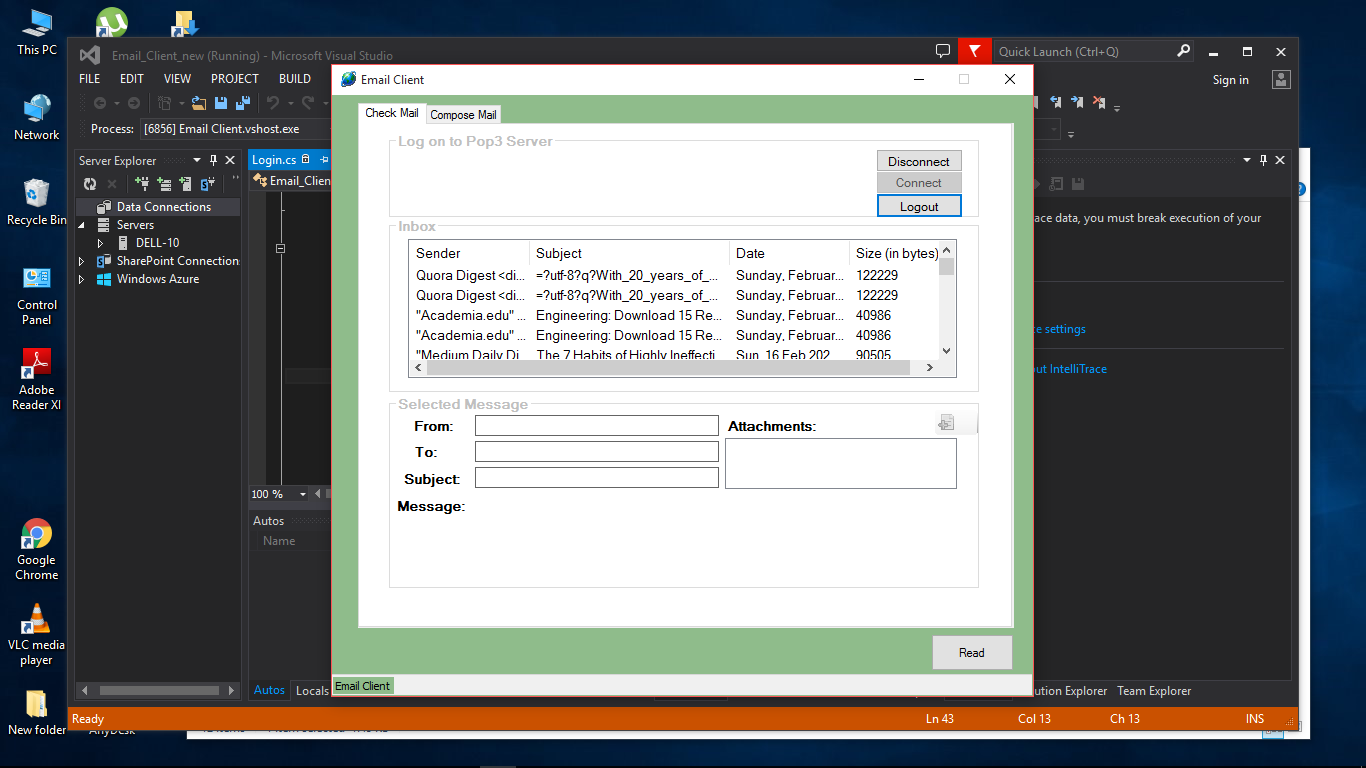 This PC
Network
Recycle Bin
Control
Panel
Adobe
Reader XI
Google
Chrome
VLC media
player
New folder
AnyDesk
Email_Client_new (Running) - Microsoft Visual Studio
Quick Launch (Ctrl+Q)
FILE EDIT VIEW PROJECT BUILD
Sign in
Process: [6856] Email Client.vshost.exe
Server Explorer
Data Connections
Servers
DELL-10
SharePoint Connection
Windows Azure
Login.cs
Email_Clien
100 %
Autos
Name
Autos Locals
Email Client
Check Mail Compose Mail
Log on to Pop3 Server
Disconnect
Connect
Logout
Inbox
Sender Subject Date Size (in bytes)
Quora Digest <di... =?utf-8?q?With_20_years_of_... Sunday, Februar... 122229
Quora Digest <di... =?utf-8?q?With_20_years_of_... Sunday, Februar... 122229
"Academia.edu" ... Engineering: Download 15 Re... Sunday, Februar... 40986
"Academia.edu" ... Engineering: Download 15 Re... Sunday, Februar... 40986
"Medium Daily Di The 7 Habits of Highly Ineffecti Sun, 16 Feb 202 90505
Selected Message
From:
Attachments:
To:
Subject:
Message:
Read
Email Client
ace data, you must break execution of your
ce settings
out IntelliTrace
ution Explorer Team Explorer
Ready Ln 43 Col 13 Ch 13 INS